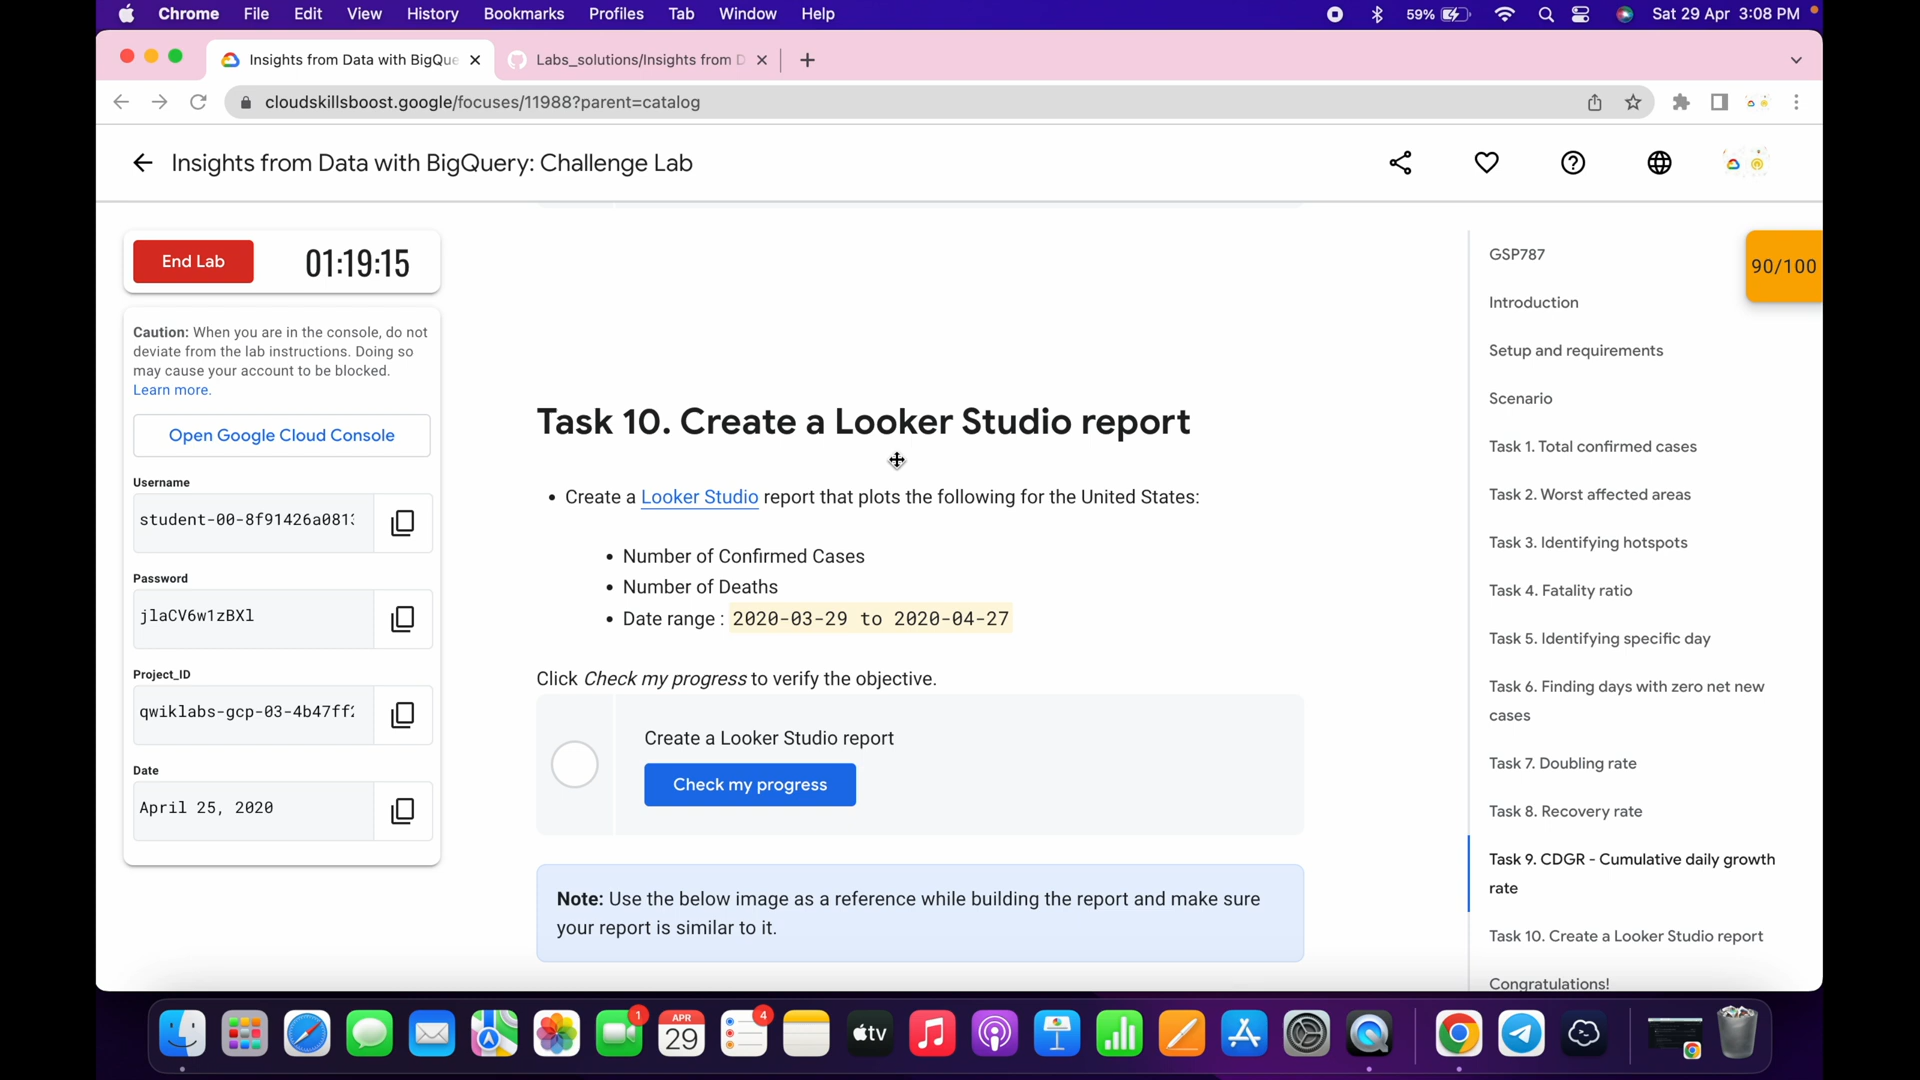 Chrome File Edit View History Bookmarks Profiles Tab Window Help 59% Sat 29 Apr 3:08 PM
Insights from Data with BigQue Labs_solutions/Insights from D
cloudskillsboost.google/focuses/11988?parent=catalog
Insights from Data with BigQuery: Challenge Lab
End Lab 01:19:15
Caution: When you are in the console, do not
deviate from the lab instructions. Doing so
may cause your account to be blocked.
Learn more.
Open Google Cloud Console
Username
student-00-8f91426a081
Password
jlaCV6w1zBXl
Project_ID
qwiklabs-gcp-03-4b47ff
Date
April 25, 2020
Task 10. Create a Looker Studio report
• Create a Looker Studio report that plots the following for the United States:
• Number of Confirmed Cases
• Number of Deaths
• Date range : 2020-03-29 to 2020-04-27
Click Check my progress to verify the objective.
Create a Looker Studio report
Check my progress
Note: Use the below image as a reference while building the report and make sure
your report is similar to it.
GSP787
90/100
Introduction
Setup and requirements
Scenario
Task 1. Total confirmed cases
Task 2. Worst affected areas
Task 3. Identifying hotspots
Task 4. Fatality ratio
Task 5. Identifying specific day
Task 6. Finding days with zero net new
cases
Task 7. Doubling rate
Task 8. Recovery rate
Task 9. CDGR - Cumulative daily growth
rate
Task 10. Create a Looker Studio report
Congratulations!
1
APR
29
4
tv